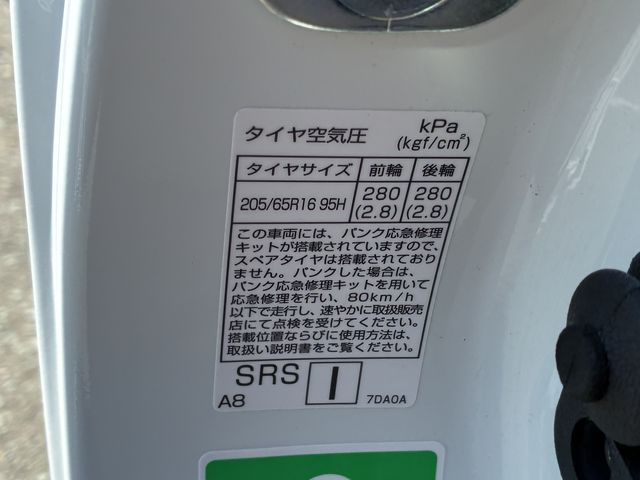 タイヤ空気圧 kPa
(kgf/cm²)
タイヤサイズ 前輪 後輪
205/65R16 95H 280 280
(2.8) (2.8)
この車両には、パンク応急修理
キットが搭載されていますので、
スペアタイヤは搭載されており
ません。パンクした場合は、
パンク応急修理キットを用いて
応急修理を行い、80km/h
以下で走行し、速やかに取扱販売
店にて点検を受けてください。
搭載位置ならびに使用方法は、
取扱い説明書をご覧ください。
SRS I
A8 7DA0A